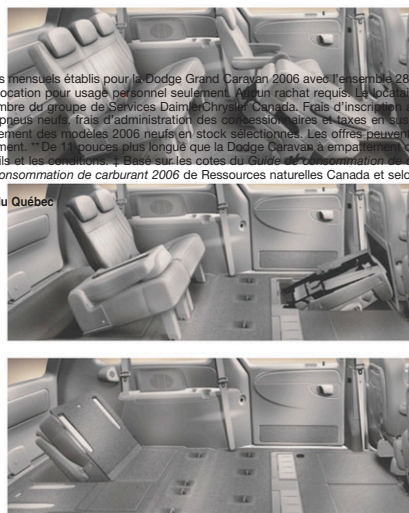 s mensuels établis pour la Dodge Grand Caravan 2006 avec l'ensemble 28
ocation pour usage personnel seulement. Aucun rachat requis. Le locatai
mbre du groupe de Services DaimlerChrysler Canada. Frais d'inscription
pneus neufs, frais d'administration des concessionnaires et taxes en sus
ement des modèles 2006 neufs en stock sélectionnés. Les offres peuvent
ment. **De 11 pouces plus longue que la Dodge Caravan à empattement c
ils et les conditions. ‡ Basé sur les cotes du Guide de consommation de c
onsommation de carburant 2006 de Ressources naturelles Canada et selo
du Québec